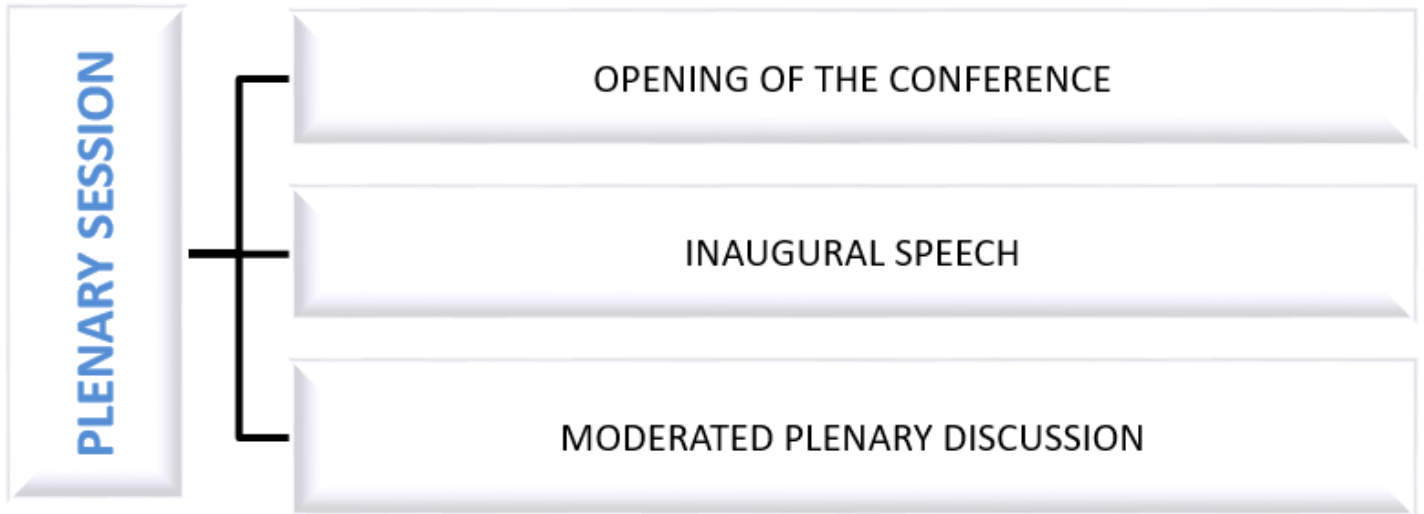 PLENARY SESSION
OPENING OF THE CONFERENCE
INAUGURAL SPEECH
MODERATED PLENARY DISCUSSION